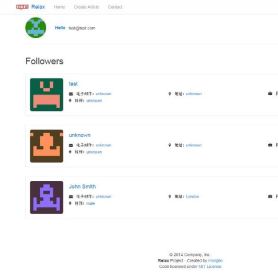 Relax Home Create Article Contact
Hello test@test.com
Followers
test
电子邮件: unknown 地址: unknown
性别: unknown
unknown
电子邮件: unknown 地址: unknown
性别: unknown
John Smith
电子邮件: unknown 地址: London
性别: male
© 2014 Company, Inc.
Relax Project · Created by
Code licensed under MIT License